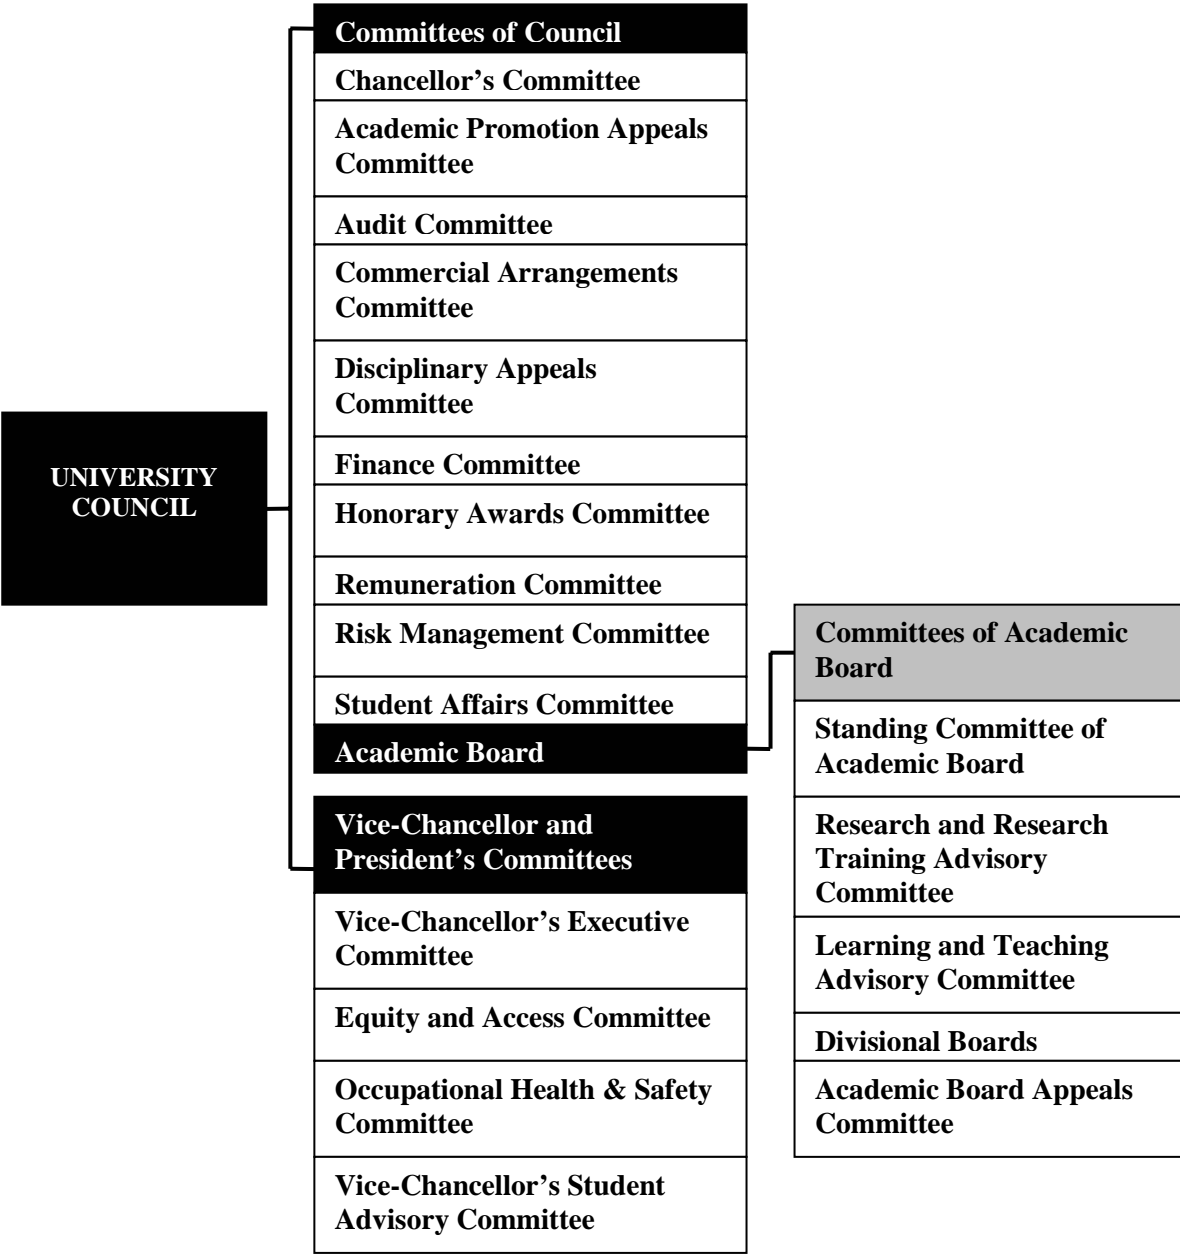 Committees of Council
Chancellor’s Committee
Academic Promotion Appeals
Committee
Audit Committee
Commercial Arrangements
Committee
Disciplinary Appeals
Committee
Finance Committee
Honorary Awards Committee
Remuneration Committee
Risk Management Committee
Student Affairs Committee
Academic Board
UNIVERSITY
COUNCIL
Vice-Chancellor and
President’s Committees
Vice-Chancellor’s Executive
Committee
Equity and Access Committee
Occupational Health & Safety
Committee
Vice-Chancellor’s Student
Advisory Committee
Committees of Academic
Board
Standing Committee of
Academic Board
Research and Research
Training Advisory
Committee
Learning and Teaching
Advisory Committee
Divisional Boards
Academic Board Appeals
Committee